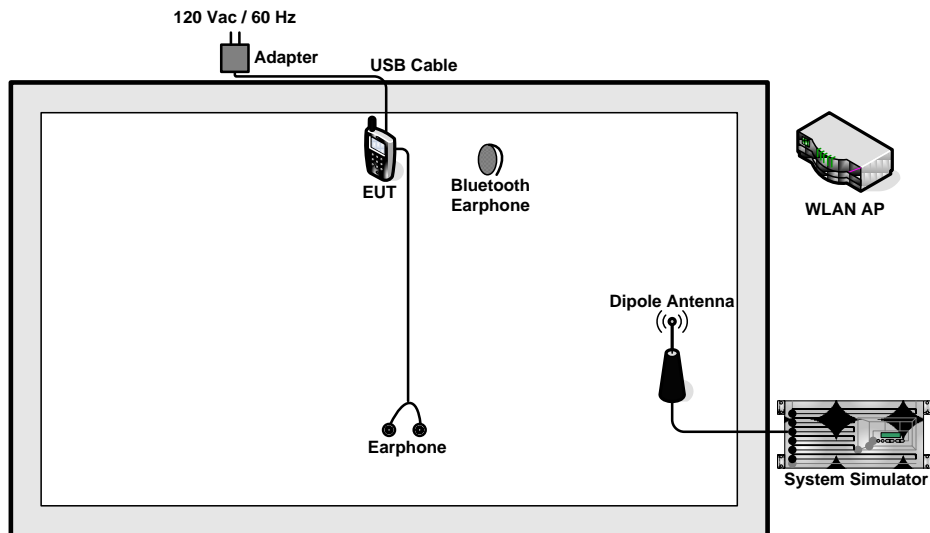 120 Vac / 60 Hz
Adapter
USB Cable
EUT
Bluetooth
Earphone
WLAN AP
Dipole Antenna
Earphone
System Simulator